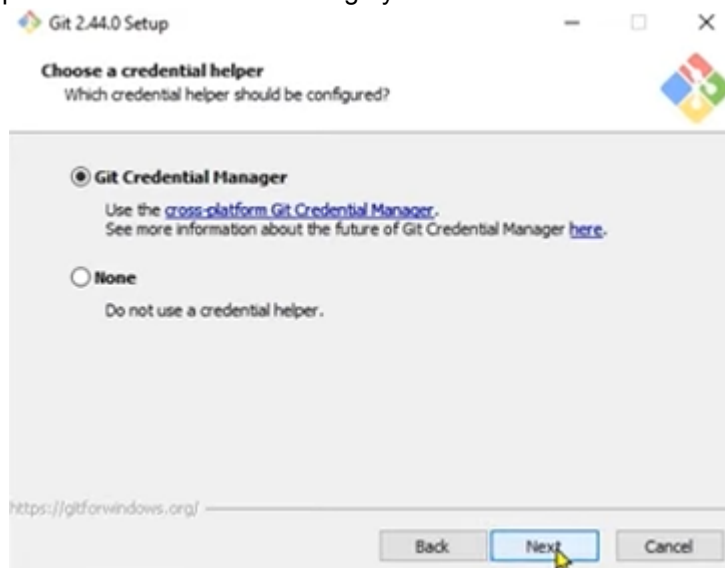 Git 2.44.0 Setup
Choose a credential helper
Which credential helper should be configured?
Git Credential Manager
Use the cross-platform Git Credential Manager.
See more information about the future of Git Credential Manager here.
None
Do not use a credential helper.
https://gitforwindows.org/
Back Next Cancel